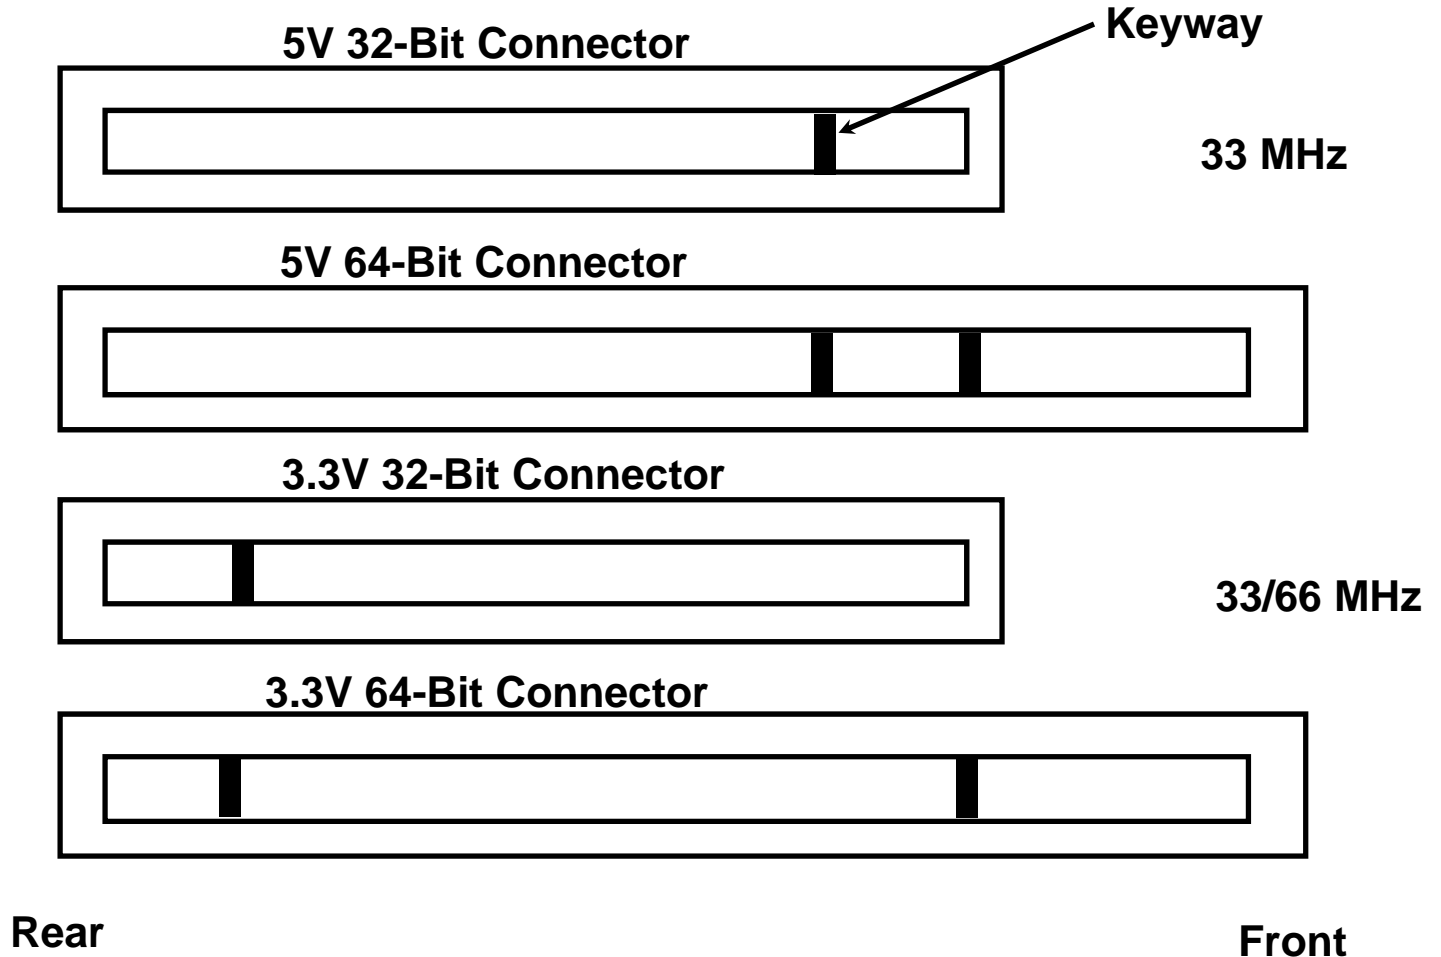 Keyway
5V 32-Bit Connector
33 MHz
5V 64-Bit Connector
3.3V 32-Bit Connector
33/66 MHz
3.3V 64-Bit Connector
Rear
Front